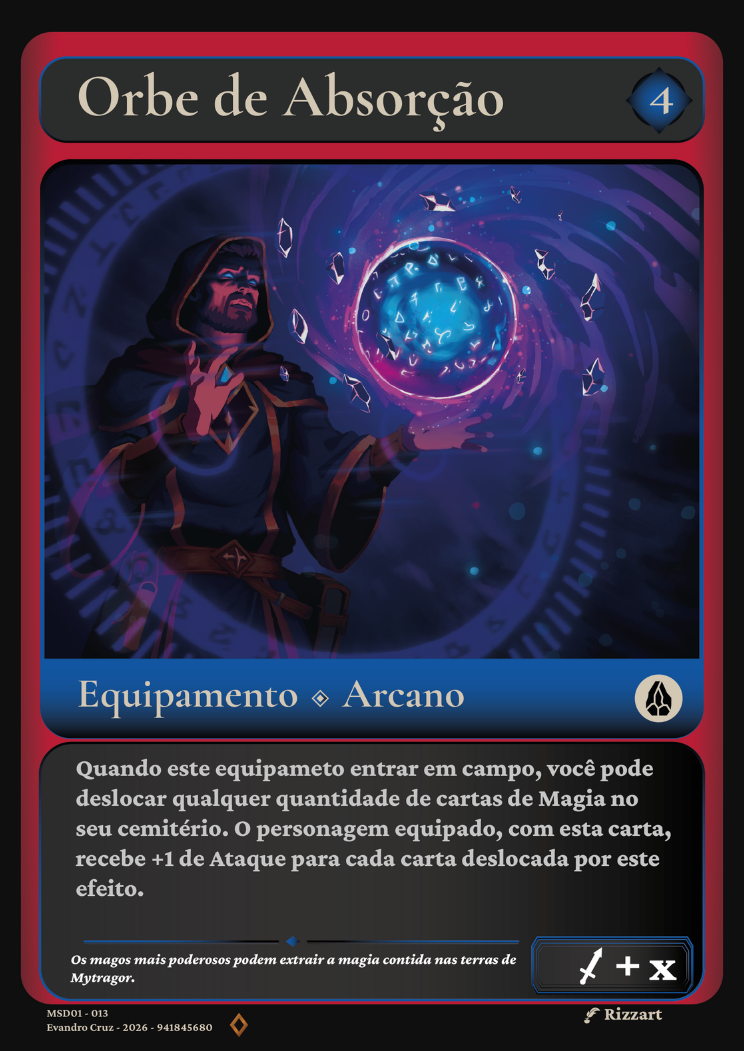 Orbe de Absorção
4
Equipamento Arcano
Quando este equipameto entrar em campo, você pode
deslocar qualquer quantidade de cartas de Magia no
seu cemitério. O personagem equipado, com esta carta,
recebe +1 de Ataque para cada carta deslocada por este
efeito.
Os magos mais poderosos podem extrair a magia contida nas terras de
Mytragor.
+ x
MSD01 - 013
Evandro Cruz - 2026 - 941845680
Rizzart